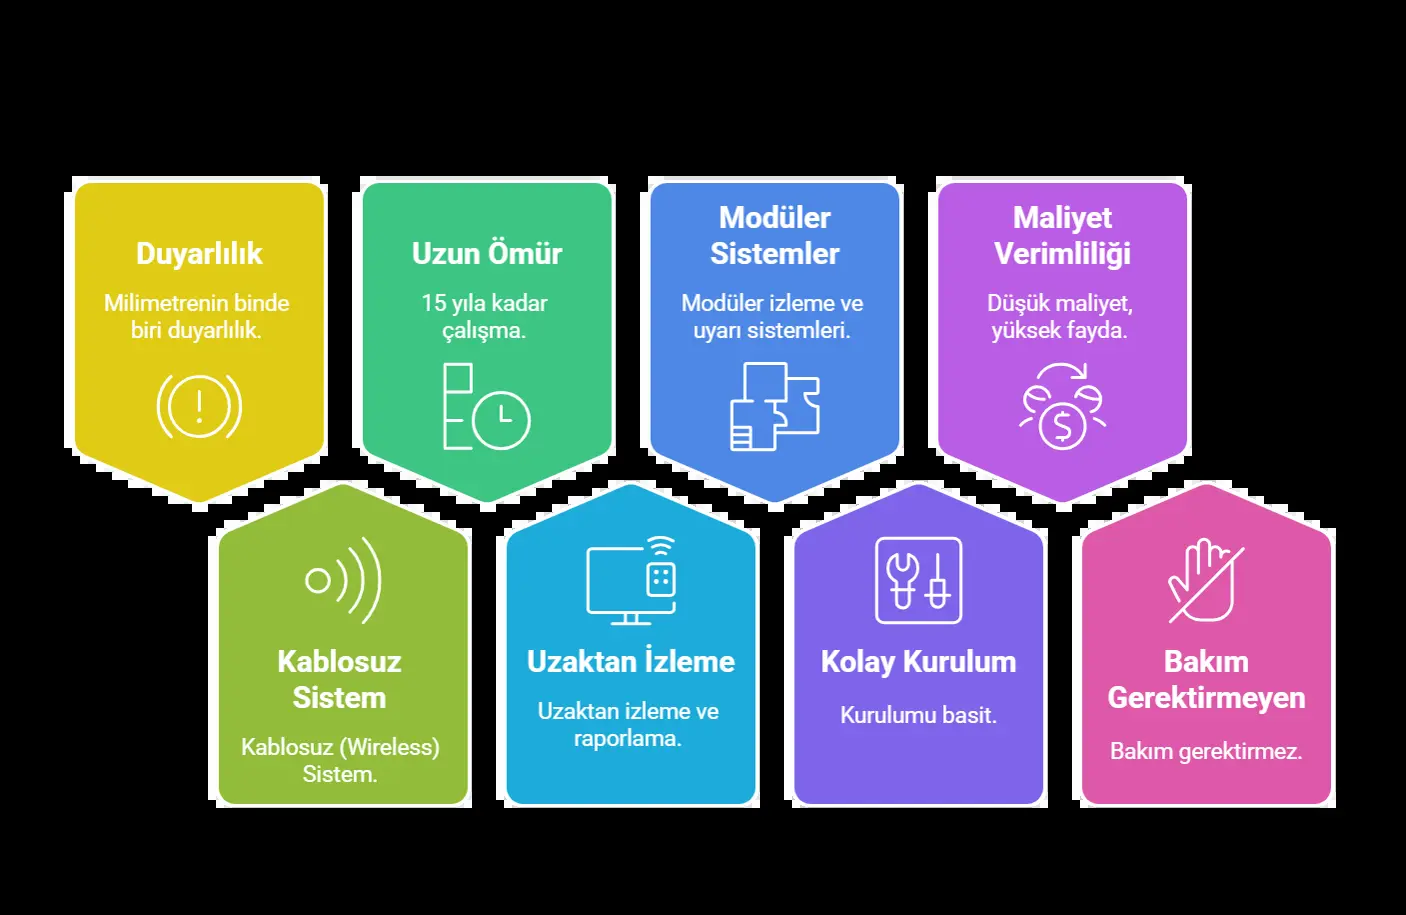 Duyarlılık
Milimetrenin binde
biri duyarlılık.
Uzun Ömür
15 yıla kadar
çalışma.
Modüler
Sistemler
Modüler izleme ve
uyarı sistemleri.
Maliyet
Verimliliği
Düşük maliyet,
yüksek fayda.
$
Kablosuz
Sistem
Kablosuz (Wireless)
Sistem.
Uzaktan İzleme
Uzaktan izleme ve
raporlama.
Kolay Kurulum
Kurulumu basit.
Bakım
Gerektirmeyen
Bakım gerektirmez.